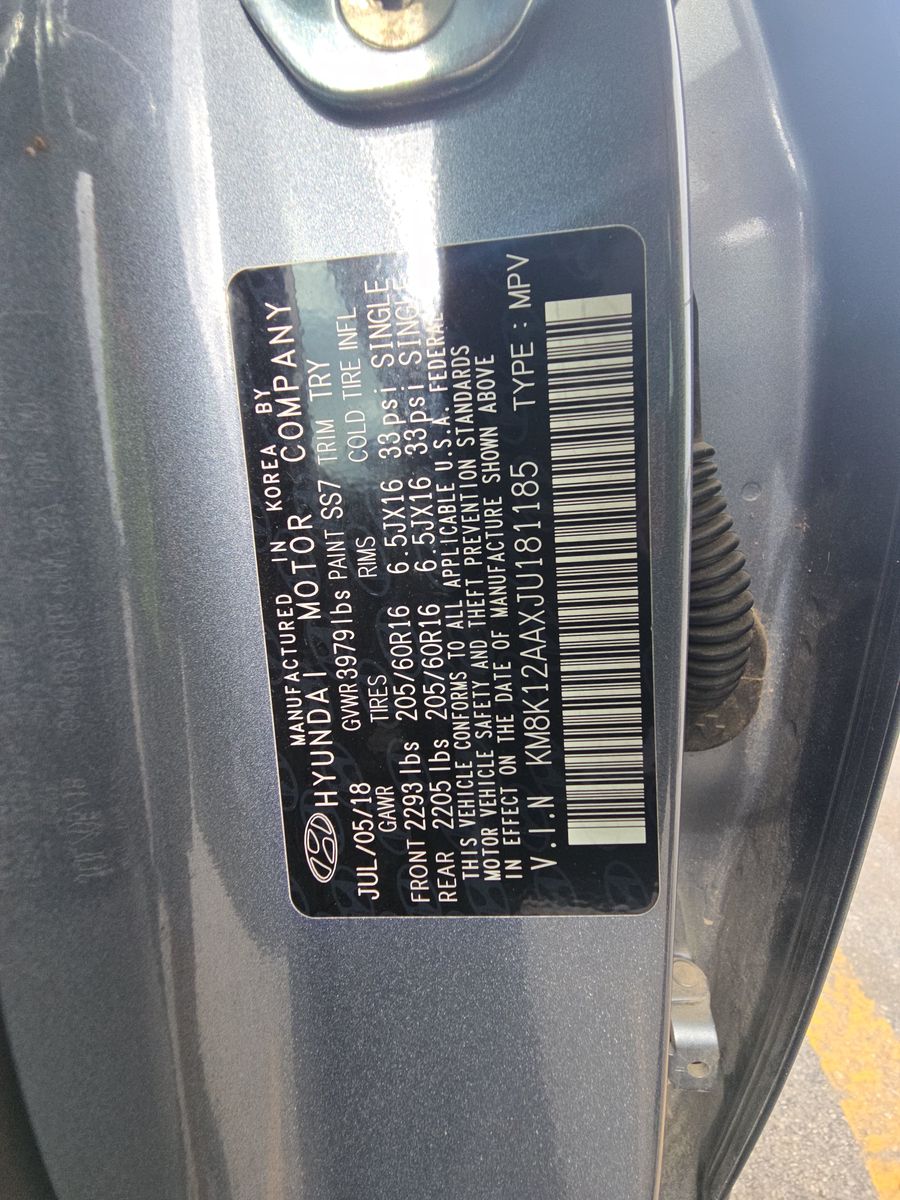 MANUFACTURED IN KOREA BY
HYUNDAI MOTOR COMPANY
JUL/05/18 GVWR 3979 lbs PAINT SS7 TRIM TRY
GAWR TIRES RIMS COLD TIRE INFL.
FRONT 2293 lbs 205/60R16 6.5JX16 33psi SINGLE
REAR 2205 lbs 205/60R16 6.5JX16 33psi SINGLE
THIS VEHICLE CONFORMS TO ALL APPLICABLE U.S.A. FEDERAL
MOTOR VEHICLE SAFETY AND THEFT PREVENTION STANDARDS
IN EFFECT ON THE DATE OF MANUFACTURE SHOWN ABOVE
V.I.N KM8K12AAXJU181185 TYPE : MPV